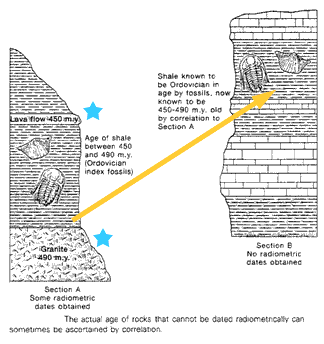 Shale known to
be Ordovician in
age by fossils, now
known to be
450-490 m.y. old
by correlation to
Section A
Lava flow 450 m.y.
Age of shale
between 450
and 490 m.y.
(Ordovician
index fossils)
Granite
490 m.y.
Section A
Some radiometric
dates obtained
Section B
No radiometric
dates obtained
The actual age of rocks that cannot be dated radiometrically can
sometimes be ascertained by correlation.